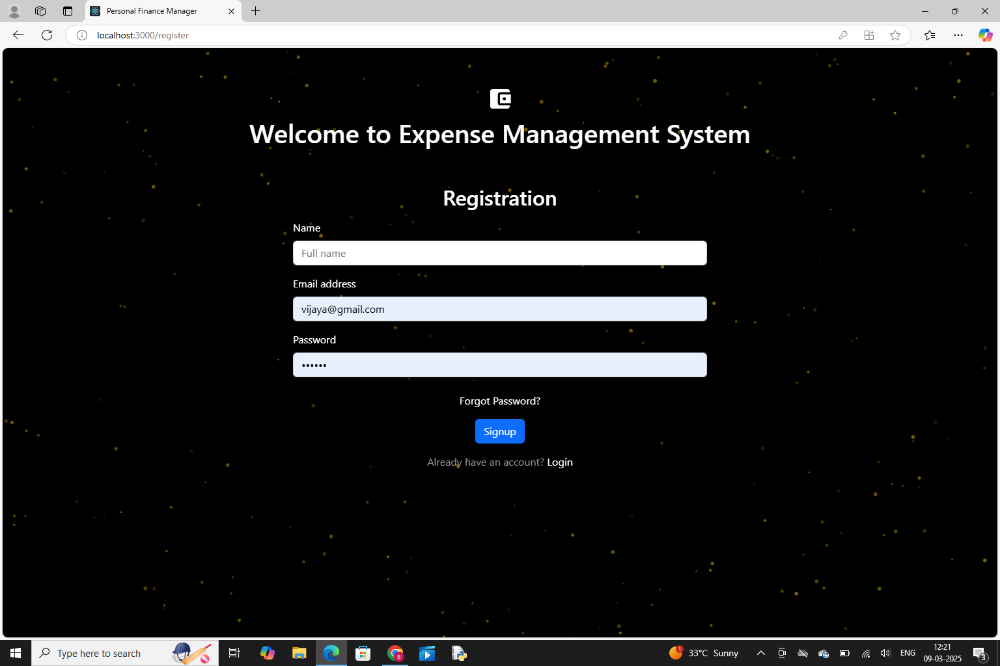 Personal Finance Manager
localhost:3000/register
Welcome to Expense Management System
Registration
Name
Full name
Email address
vijaya@gmail.com
Password
••••••
Forgot Password?
Signup
Already have an account? Login
Type here to search
B
1
33°C Sunny
ENG
12:21
09-03-2025
3